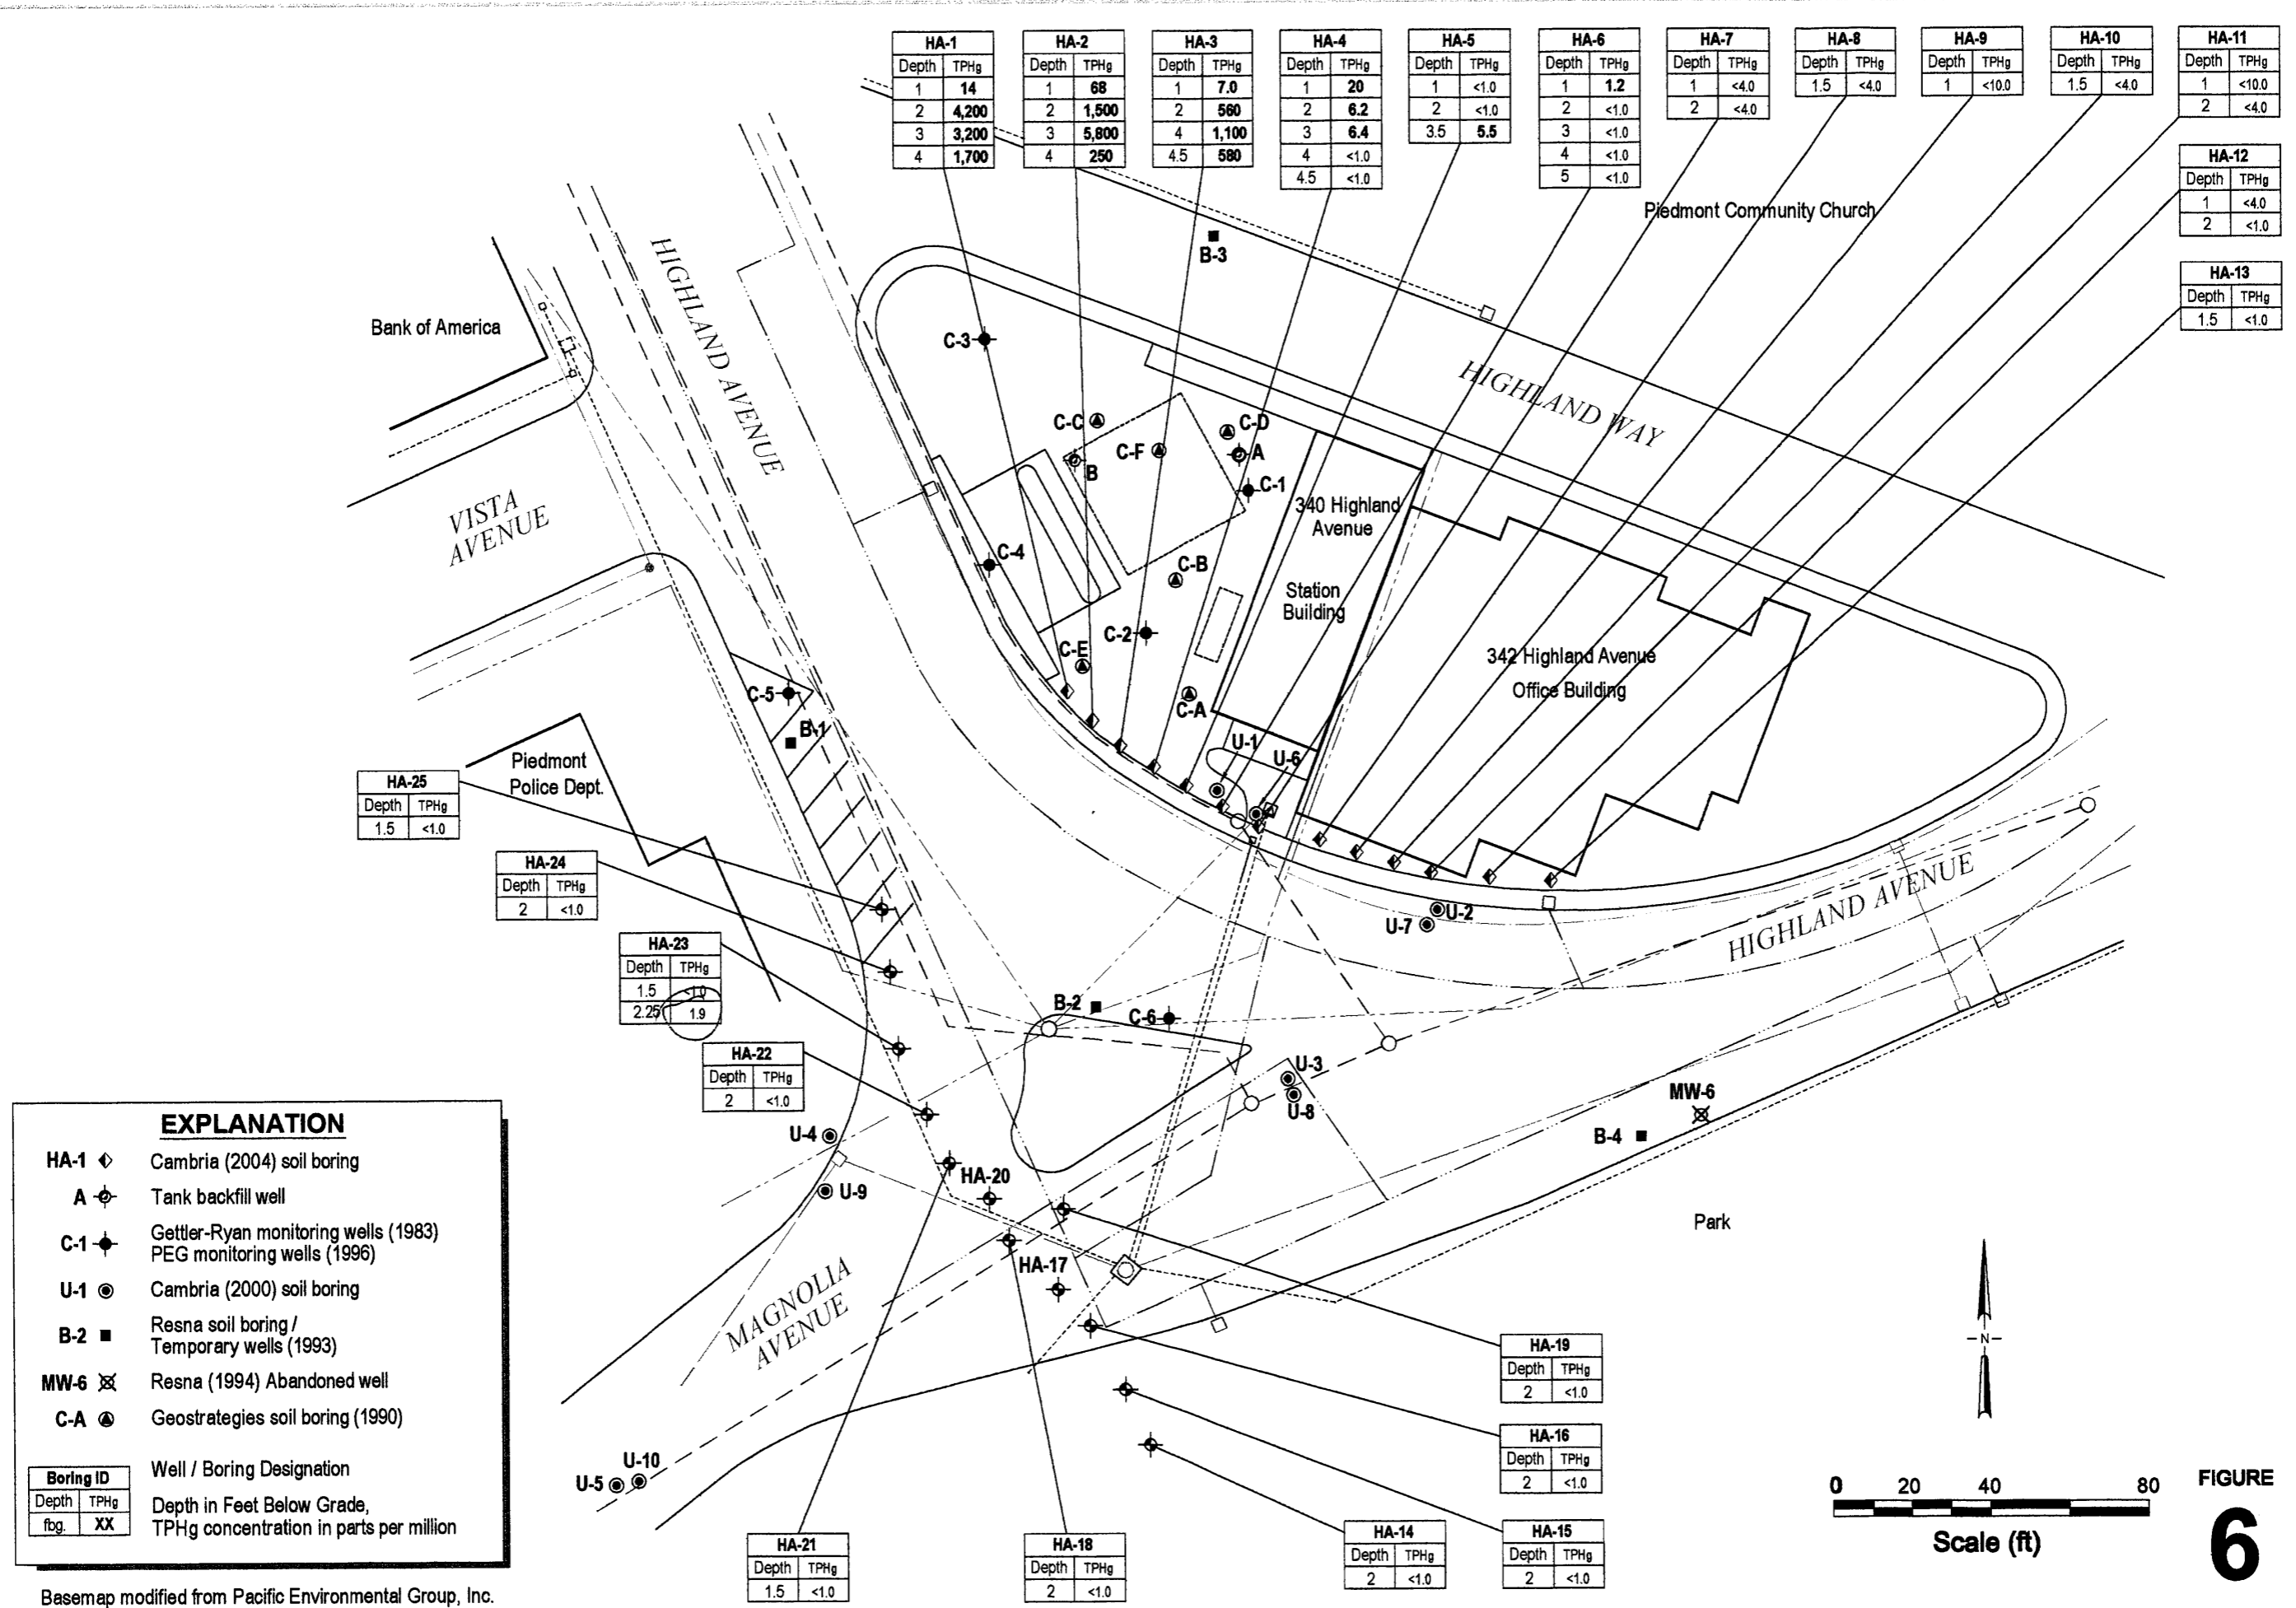 HA-1
Depth TPHg
1 14
2 4,200
3 3,200
4 1,700
HA-2
Depth TPHg
1 68
2 1,500
3 5,800
4 250
HA-3
Depth TPHg
1 7.0
2 560
4 1,100
4.5 580
HA-4
Depth TPHg
1 20
2 6.2
3 6.4
4 <1.0
4.5 <1.0
HA-5
Depth TPHg
1 <1.0
2 <1.0
3.5 5.5
HA-6
Depth TPHg
1 1.2
2 <1.0
3 <1.0
4 <1.0
5 <1.0
HA-7
Depth TPHg
1 <4.0
2 <4.0
HA-8
Depth TPHg
1.5 <4.0
HA-9
Depth TPHg
1 <10.0
HA-10
Depth TPHg
1.5 <4.0
HA-11
Depth TPHg
1 <10.0
2 <4.0
HA-12
Depth TPHg
1 <4.0
2 <1.0
HA-13
Depth TPHg
1.5 <1.0
Piedmont Community Church
B-3
HIGHLAND AVENUE
Bank of America
C-3
HIGHLAND WAY
C-C
C-D
C-F
A
B
C-1
340 Highland
Avenue
VISTA
AVENUE
C-4
C-B
Station
Building
C-2
C-E
342 Highland Avenue
Office Building
C-5
C-A
B-1
U-1
U-6
Piedmont
Police Dept.
HA-25
Depth TPHg
1.5 <1.0
HA-24
Depth TPHg
2 <1.0
U-2
U-7
HIGHLAND AVENUE
HA-23
Depth TPHg
1.5 <1.0
2.25 1.9
B-2
C-6
HA-22
Depth TPHg
2 <1.0
U-3
U-8
MW-6
B-4
U-4
U-9
HA-20
Park
HA-17
MAGNOLIA
AVENUE
U-10
U-5
HA-19
Depth TPHg
2 <1.0
HA-16
Depth TPHg
2 <1.0
HA-21
Depth TPHg
1.5 <1.0
HA-18
Depth TPHg
2 <1.0
HA-14
Depth TPHg
2 <1.0
HA-15
Depth TPHg
2 <1.0
EXPLANATION
HA-1 Cambria (2004) soil boring
A Tank backfill well
C-1 Gettler-Ryan monitoring wells (1983)
PEG monitoring wells (1996)
U-1 Cambria (2000) soil boring
B-2 Resna soil boring /
Temporary wells (1993)
MW-6 Resna (1994) Abandoned well
C-A Geostrategies soil boring (1990)
Boring ID Well / Boring Designation
Depth TPHg Depth in Feet Below Grade,
fbg. XX TPHg concentration in parts per million
Basemap modified from Pacific Environmental Group, Inc.
N
0 20 40 80
Scale (ft)
FIGURE
6